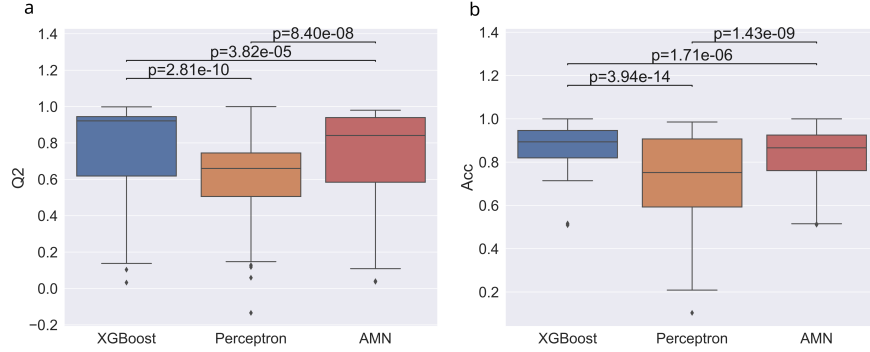 a
1.4
1.2
1.0
0.8
0.6
0.4
0.2
0.0
−0.2
Q2
p=8.40e-08
p=3.82e-05
p=2.81e-10
XGBoost Perceptron AMN
b
1.4
1.2
1.0
0.8
0.6
0.4
0.2
Acc
p=1.43e-09
p=1.71e-06
p=3.94e-14
XGBoost Perceptron AMN